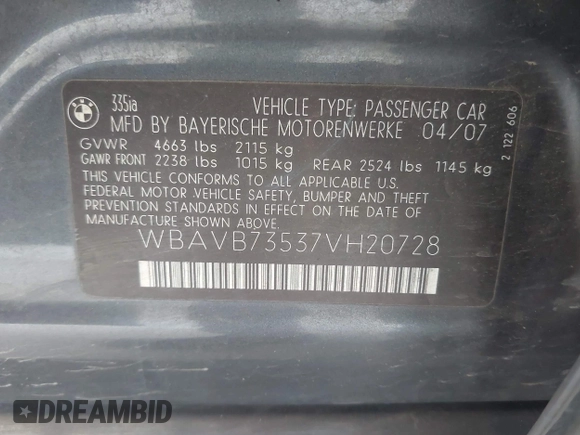 BMW
335ia
VEHICLE TYPE: PASSENGER CAR
MFD BY BAYERISCHE MOTORENWERKE 04/07
GVWR 4663 lbs 2115 kg
GAWR FRONT 2238 lbs 1015 kg REAR 2524 lbs 1145 kg
THIS VEHICLE CONFORMS TO ALL APPLICABLE U.S.
FEDERAL MOTOR VEHICLE SAFETY, BUMPER AND THEFT
PREVENTION STANDARDS IN EFFECT ON THE DATE OF
MANUFACTURE SHOWN ABOVE.
WBAVB73537VH20728
2 122 606
DREAMBID